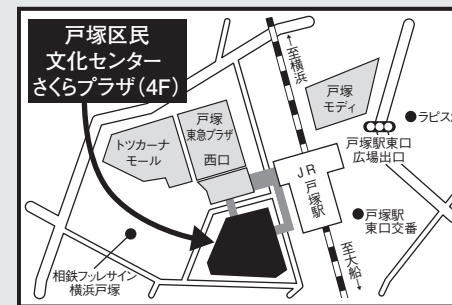 戸塚区民
文化センター
さくらプラザ(4F)
←至横浜
戸塚
モディ
●ラピス
戸塚駅東口
広場出口
戸塚
東急プラザ
西口
トツカーナ
モール
JR戸塚駅
●戸塚駅
東口交番
至大船→
相鉄フレッサイン
横浜戸塚